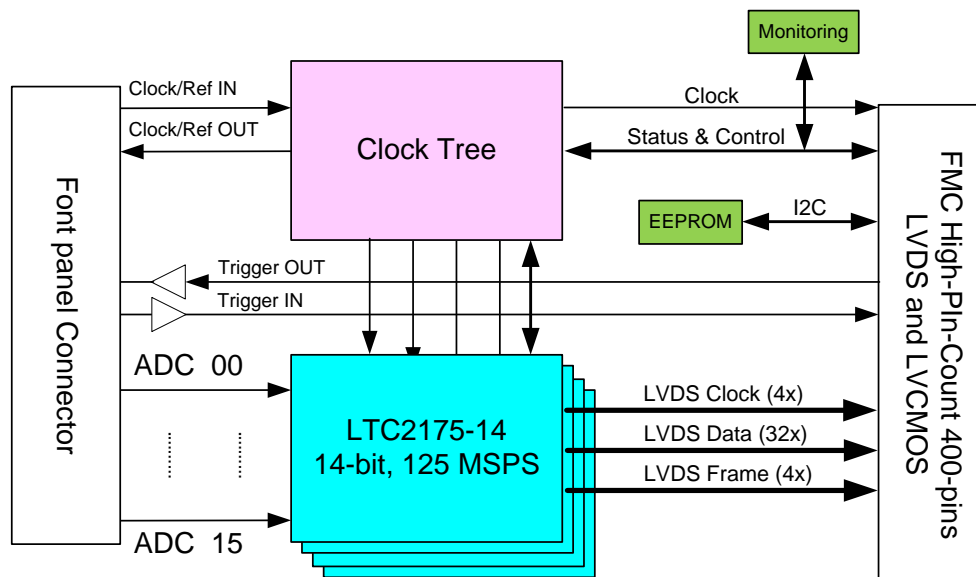 Monitoring
Clock/Ref IN
Clock
Clock/Ref OUT
Status & Control
Clock Tree
Font panel Connector
FMC High-PIn-Count 400-pins
LVDS and LVCMOS
EEPROM
I2C
Trigger OUT
Trigger IN
ADC 00
LTC2175-14
14-bit, 125 MSPS
LVDS Clock (4x)
LVDS Data (32x)
LVDS Frame (4x)
ADC 15